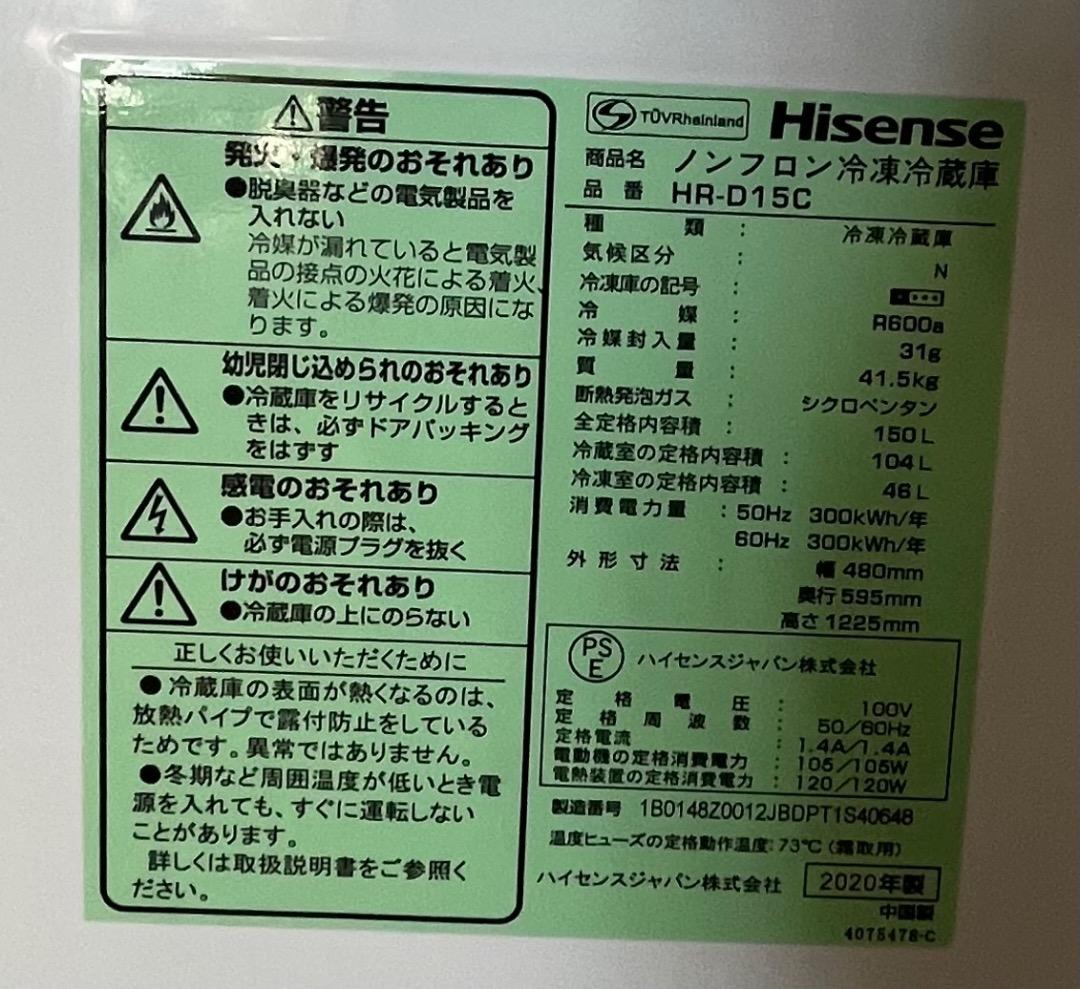 警告
発火・爆発のおそれあり
●脱臭器などの電気製品を
入れない
冷媒が漏れていると電気製
品の接点の火花による着火、
着火による爆発の原因にな
ります。
幼児閉じ込められのおそれあり
●冷蔵庫をリサイクルすると
きは、必ずドアパッキング
をはずす
感電のおそれあり
●お手入れの際は、
必ず電源プラグを抜く
けがのおそれあり
●冷蔵庫の上にのらない
正しくお使いいただくために
●冷蔵庫の表面が熱くなるのは、
放熱パイプで露付防止をしている
ためです。異常ではありません。
●冬期など周囲温度が低いとき電
源を入れても、すぐに運転しない
ことがあります。
詳しくは取扱説明書をご参照く
ださい。
TÜVRheinland
Hisense
商品名 ノンフロン冷凍冷蔵庫
品番 HR-D15C
種類 : 冷凍冷蔵庫
気候区分 : N
冷凍庫の記号 :
冷媒 : R600a
冷媒封入量 : 31g
質量 : 41.5kg
断熱発泡ガス : シクロペンタン
全定格内容積 : 150L
冷蔵室の定格内容積 : 104L
冷凍室の定格内容積 : 46L
消費電力量 : 50Hz 300kWh/年
60Hz 300kWh/年
外形寸法 : 幅 480mm
奥行 595mm
高さ 1225mm
PS
E
ハイセンスジャパン株式会社
定格電圧 : 100V
定格周波数 : 50/60Hz
定格電流 : 1.4A/1.4A
電動機の定格消費電力 : 105/105W
電熱装置の定格消費電力 : 120/120W
製造番号 1B0148Z0012JBDPT1S40648
温度ヒューズの定格動作温度:73℃(霜取用)
ハイセンスジャパン株式会社 2020年製
中国製
4075478-C